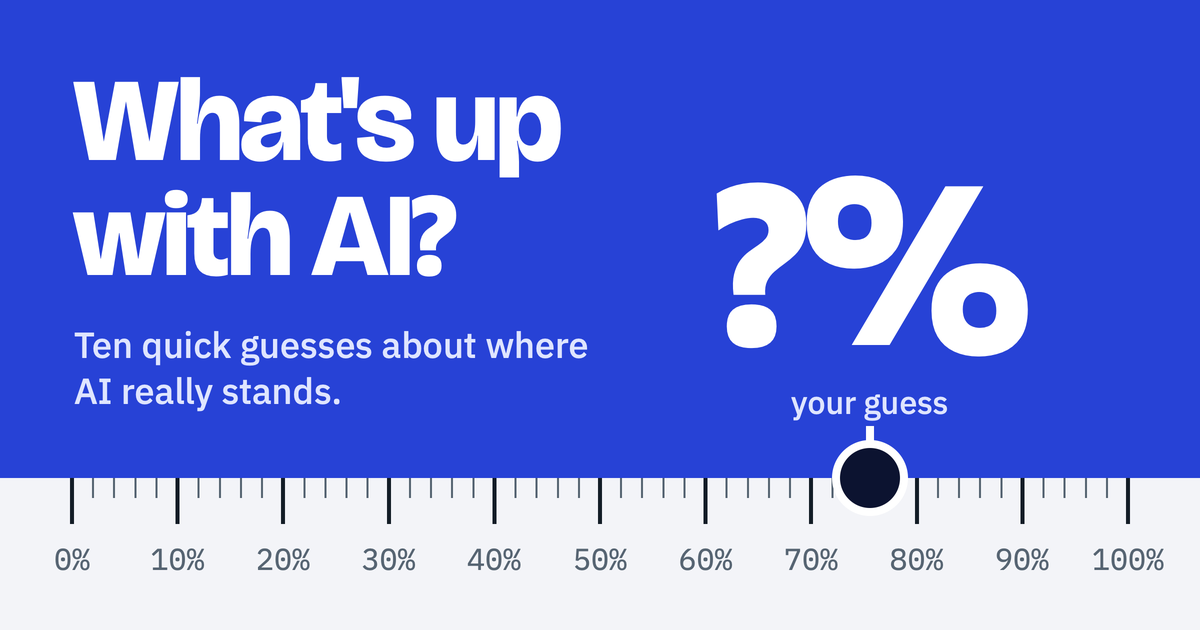 What's up
with AI?
Ten quick guesses about where
AI really stands.
?%
your guess
0% 10% 20% 30% 40% 50% 60% 70% 80% 90% 100%